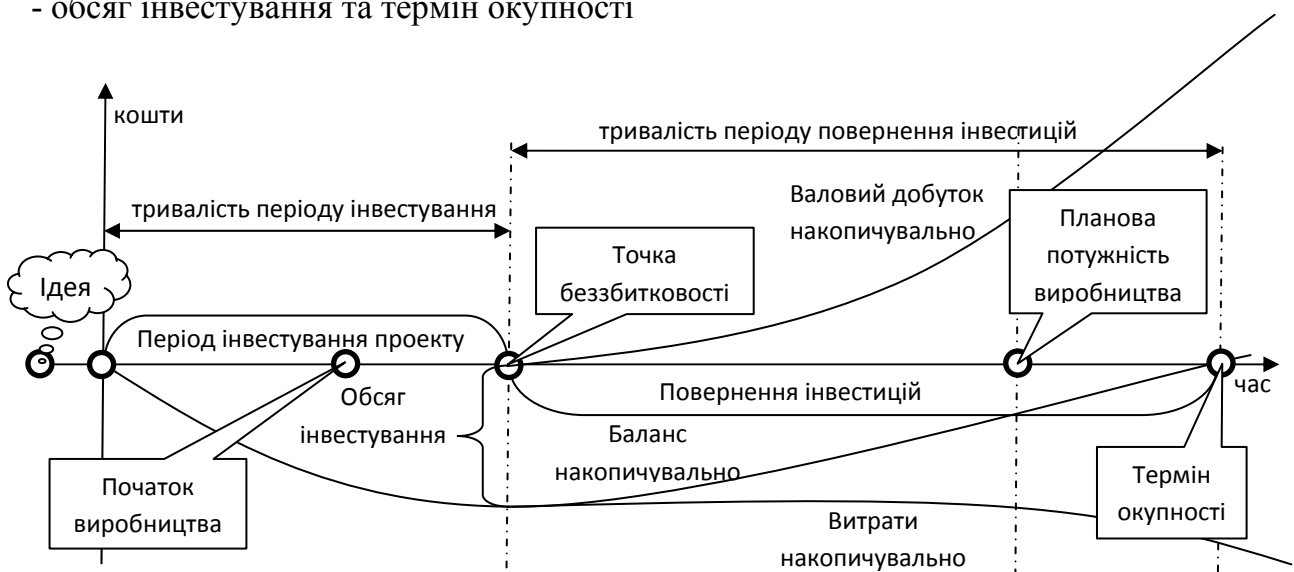 - обсяг інвестування та термін окупності
кошти
тривалість періоду повернення інвестицій
тривалість періоду інвестування
Валовий добуток
накопичувально
Планова
потужність
виробництва
Точка
беззбитковості
Ідея
Період інвестування проекту
час
Обсяг
інвестування
Повернення інвестицій
Баланс
накопичувально
Початок
виробництва
Термін
окупності
Витрати
накопичувально